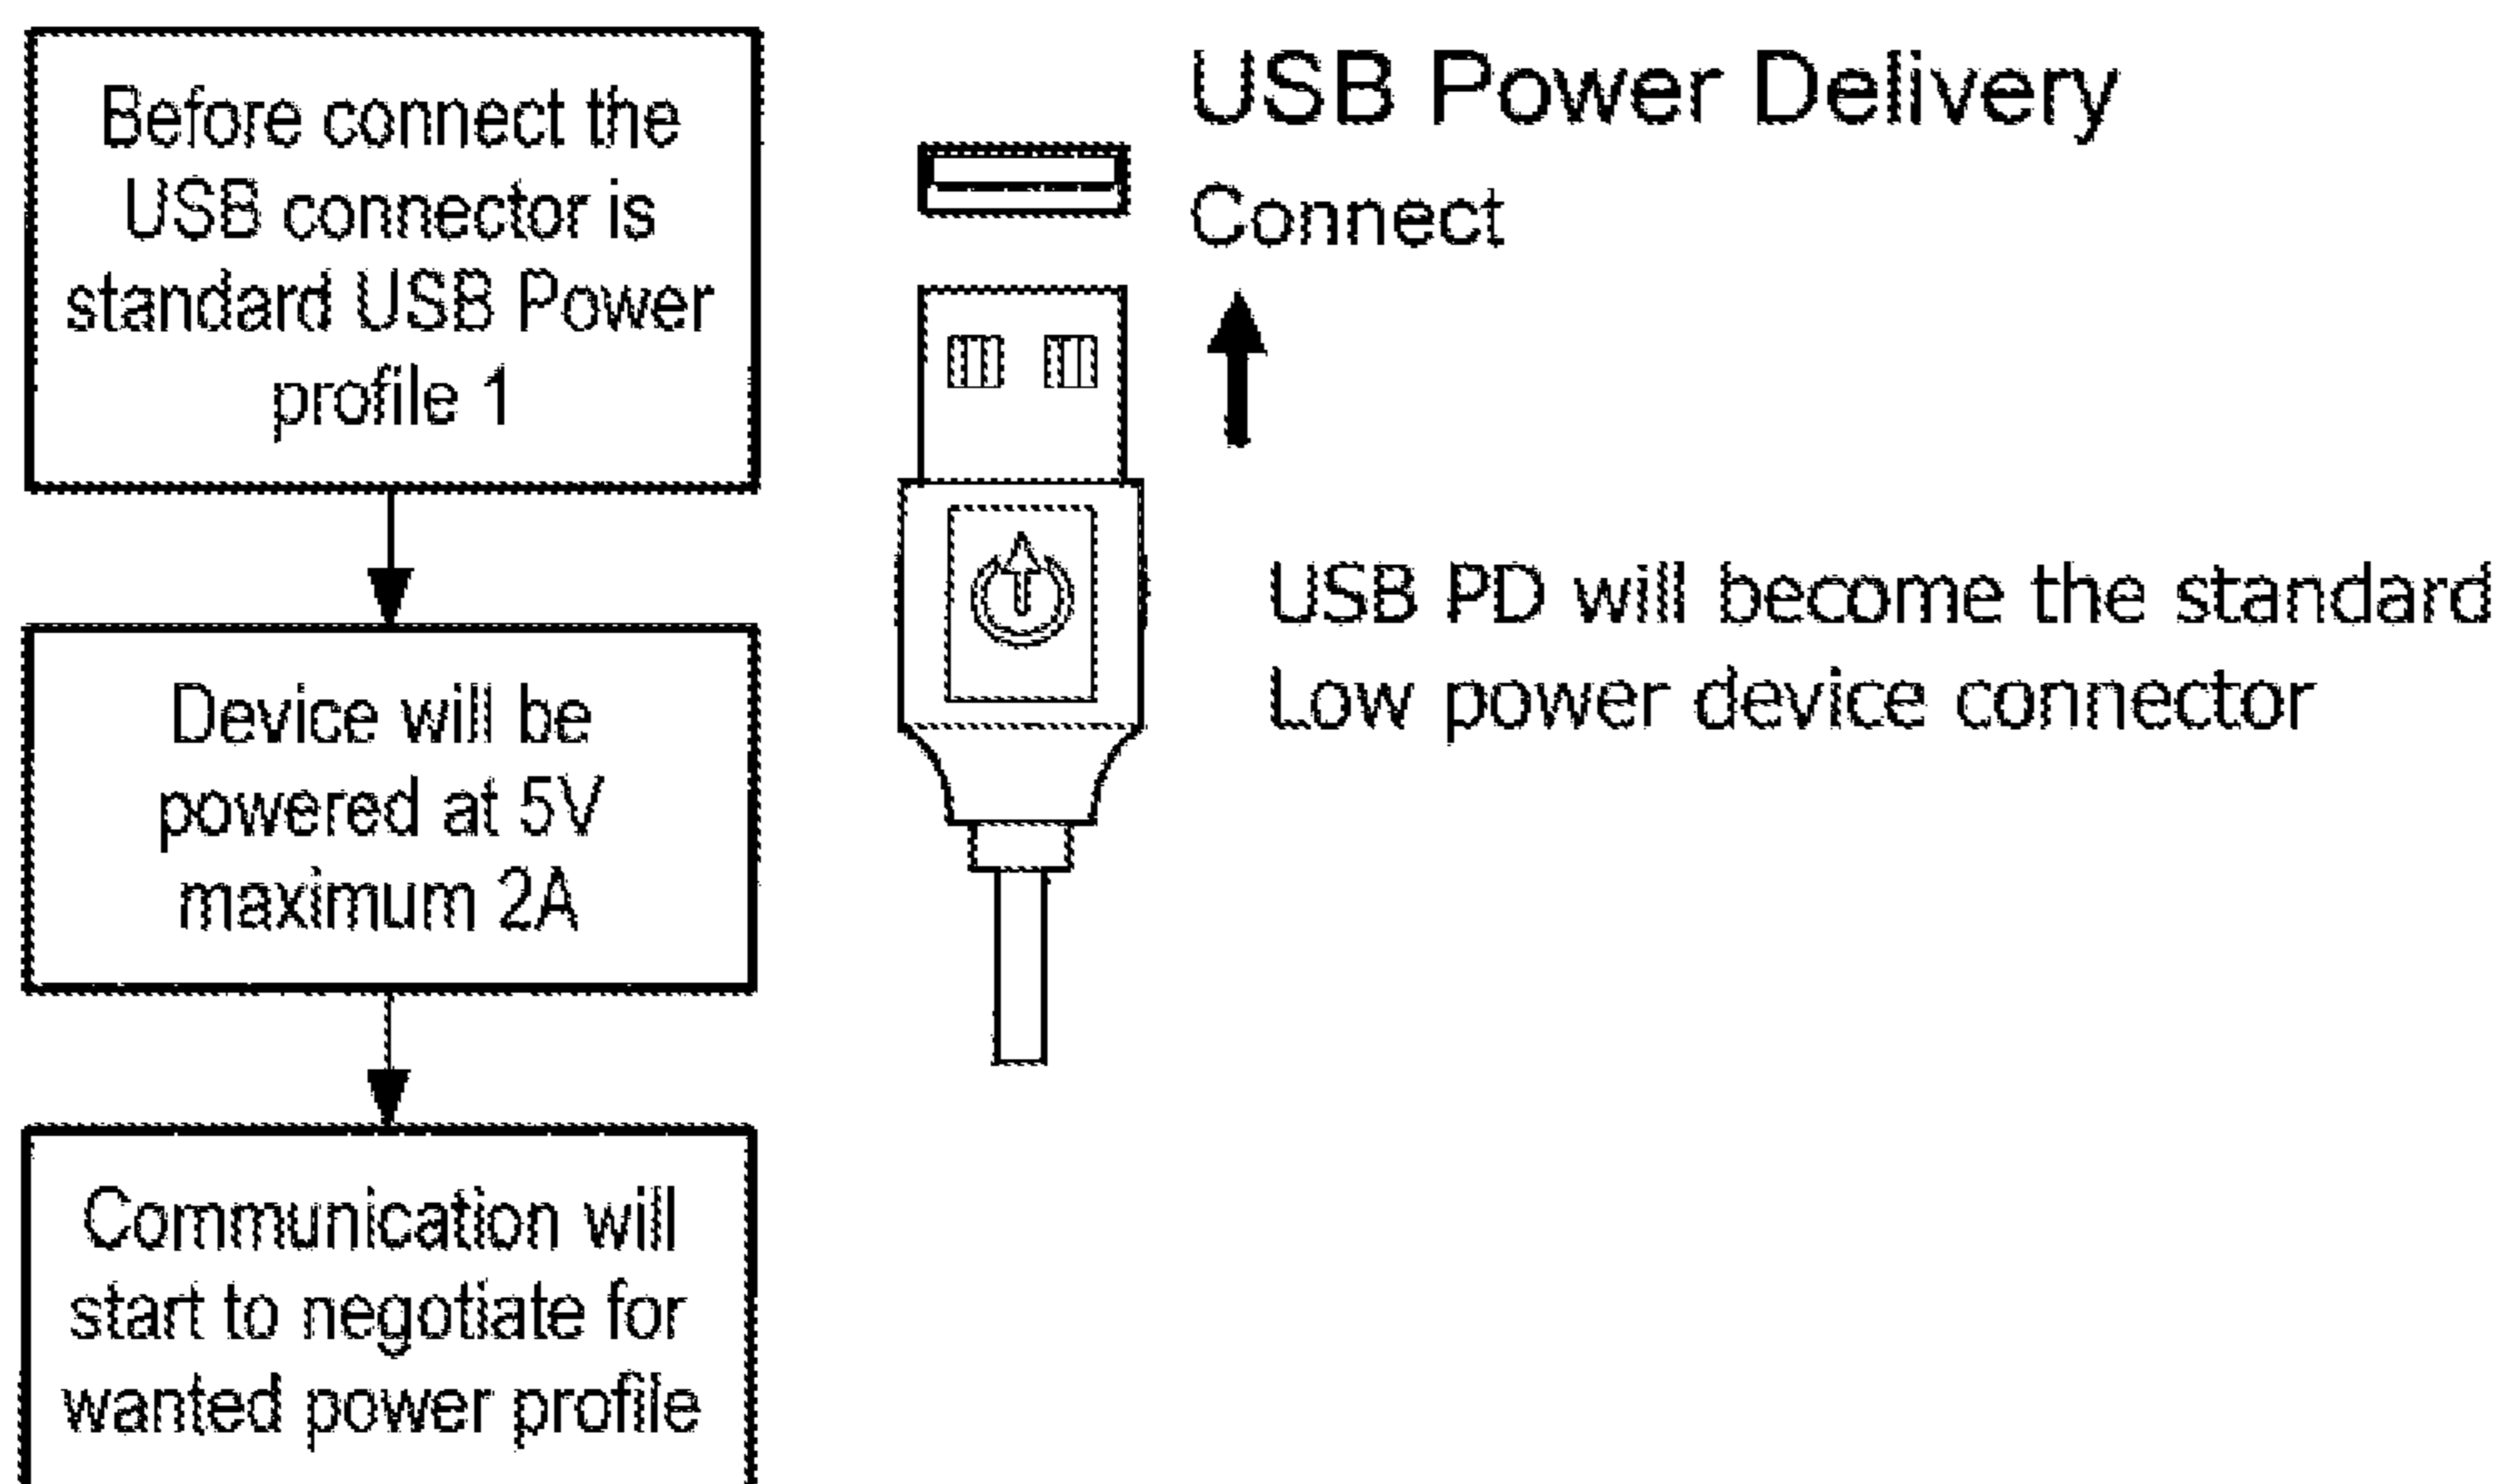 Before connect the
USB connector is
standard USB Power
profile 1
Device will be
powered at 5V
maximum 2A
Communication will
start to negotiate for
wanted power profile
USB Power Delivery
Connect
USB PD will become the standard
Low power device connector